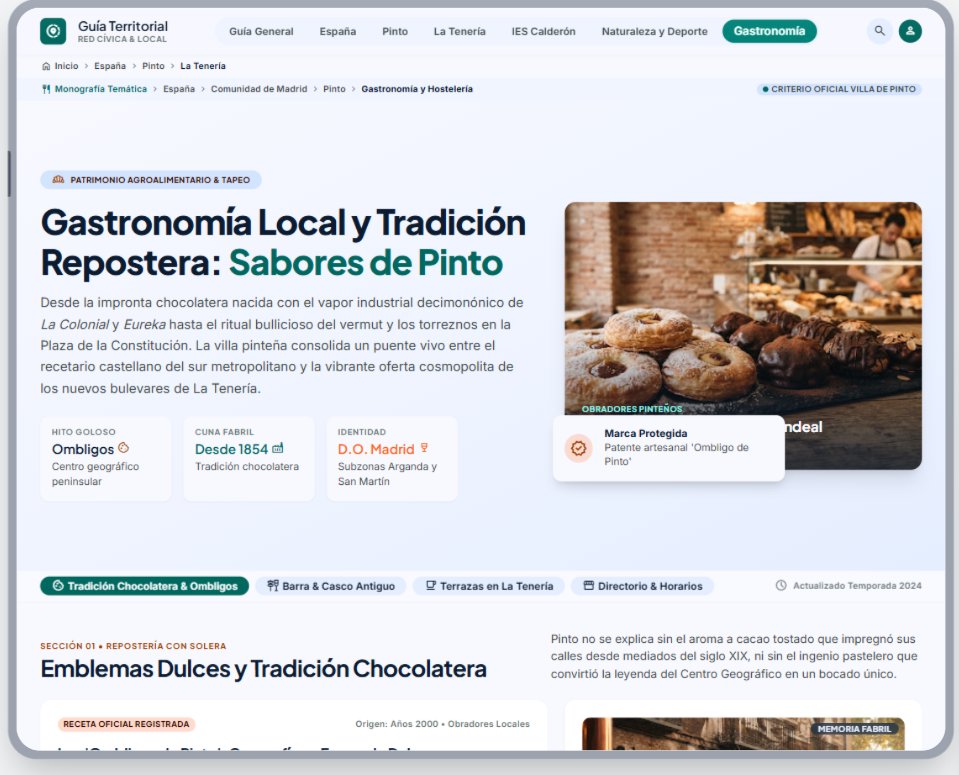 Guía Territorial
RED CÍVICA & LOCAL
Guía General
España
Pinto
La Tenería
IES Calderón
Naturaleza y Deporte
Gastronomía
Inicio > España > Pinto > La Tenería
Monografía Temática > España > Comunidad de Madrid > Pinto > Gastronomía y Hostelería
CRITERIO OFICIAL VILLA DE PINTO
PATRIMONIO AGROALIMENTARIO & TAPEO
Gastronomía Local y Tradición
Repostera: Sabores de Pinto
Desde la impronta chocolatera nacida con el vapor industrial decimonónico de
La Colonial y Eureka hasta el ritual bullicioso del vermut y los torreznos en la
Plaza de la Constitución. La villa pinteña consolida un puente vivo entre el
recetario castellano del sur metropolitano y la vibrante oferta cosmopolita de
los nuevos bulevares de La Tenería.
HITO GOLOSO
Ombligos
Centro geográfico
peninsular
CUNA FABRIL
Desde 1854
Tradición chocolatera
IDENTIDAD
D.O. Madrid
Subzonas Arganda y
San Martín
OBRADORES PINTEÑOS
Marca Protegida
Patente artesanal 'Ombligo de
Pinto'
Tradición Chocolatera & Ombligos
Barra & Casco Antiguo
Terrazas en La Tenería
Directorio & Horarios
Actualizado Temporada 2024
SECCIÓN 01 • REPOSTERÍA CON SOLERA
Emblemas Dulces y Tradición Chocolatera
Pinto no se explica sin el aroma a cacao tostado que impregnó sus
calles desde mediados del siglo XIX, ni sin el ingenio pastelero que
convirtió la leyenda del Centro Geográfico en un bocado único.
RECETA OFICIAL REGISTRADA
Origen: Años 2000 • Obradores Locales
MEMORIA FABRIL